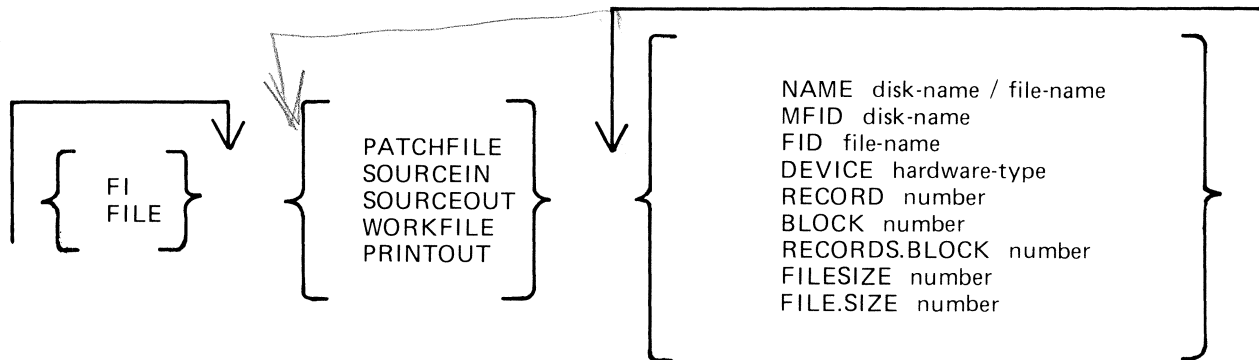 FI
FILE
PATCHFILE
SOURCEIN
SOURCEOUT
WORKFILE
PRINTOUT
NAME disk-name / file-name
MFID disk-name
FID file-name
DEVICE hardware-type
RECORD number
BLOCK number
RECORDS.BLOCK number
FILESIZE number
FILE.SIZE number